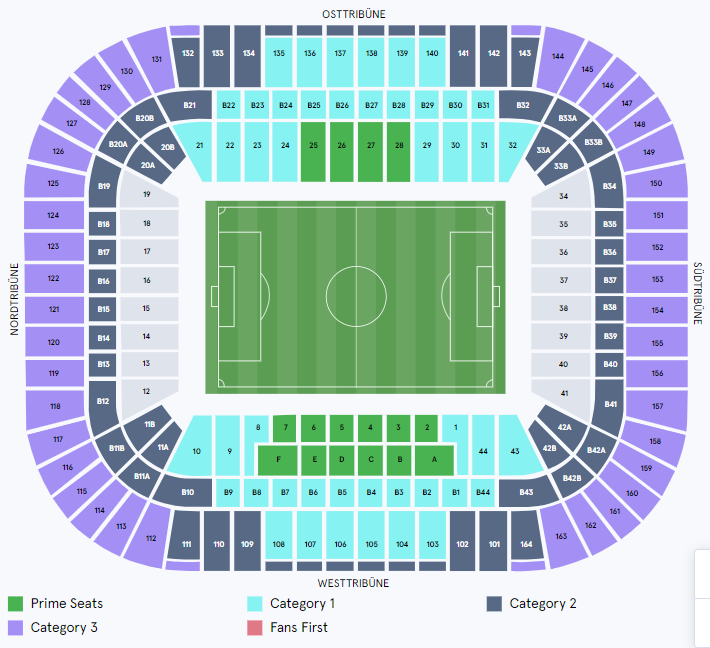 OSTTRIBÜNE
132 133 134 135 136 137 138 139 140 141 142 143
131 144
130 145
129 146
128 147
127 148
126 149
B21 B22 B23 B24 B25 B26 B27 B28 B29 B30 B31 B32
B20B B33A
B20A 20B 21 22 23 24 25 26 27 28 29 30 31 32 33A B33B
20A 33B
125 B19 19 34 B34 150
124 B18 18 35 B35 151
123 B17 17 36 B36 152
122 B16 16 37 B37 153
121 B15 15 38 B38 154
120 B14 14 39 B39 155
119 B13 13 40 B40 156
118 B12 12 41 B41 157
NORDTRIBÜNE
SÜDTRIBÜNE
11B 8 7 6 5 4 3 2 1 42A
117 B11B 11A 10 9 44 43 42B B42A 158
F E D C B A
116 B11A B42B 159
115 B10 B9 B8 B7 B6 B5 B4 B3 B2 B1 B44 B43 160
114 161
113 162
112 163
111 110 109 108 107 106 105 104 103 102 101 164
WESTTRIBÜNE
Prime Seats
Category 1
Category 2
Category 3
Fans First